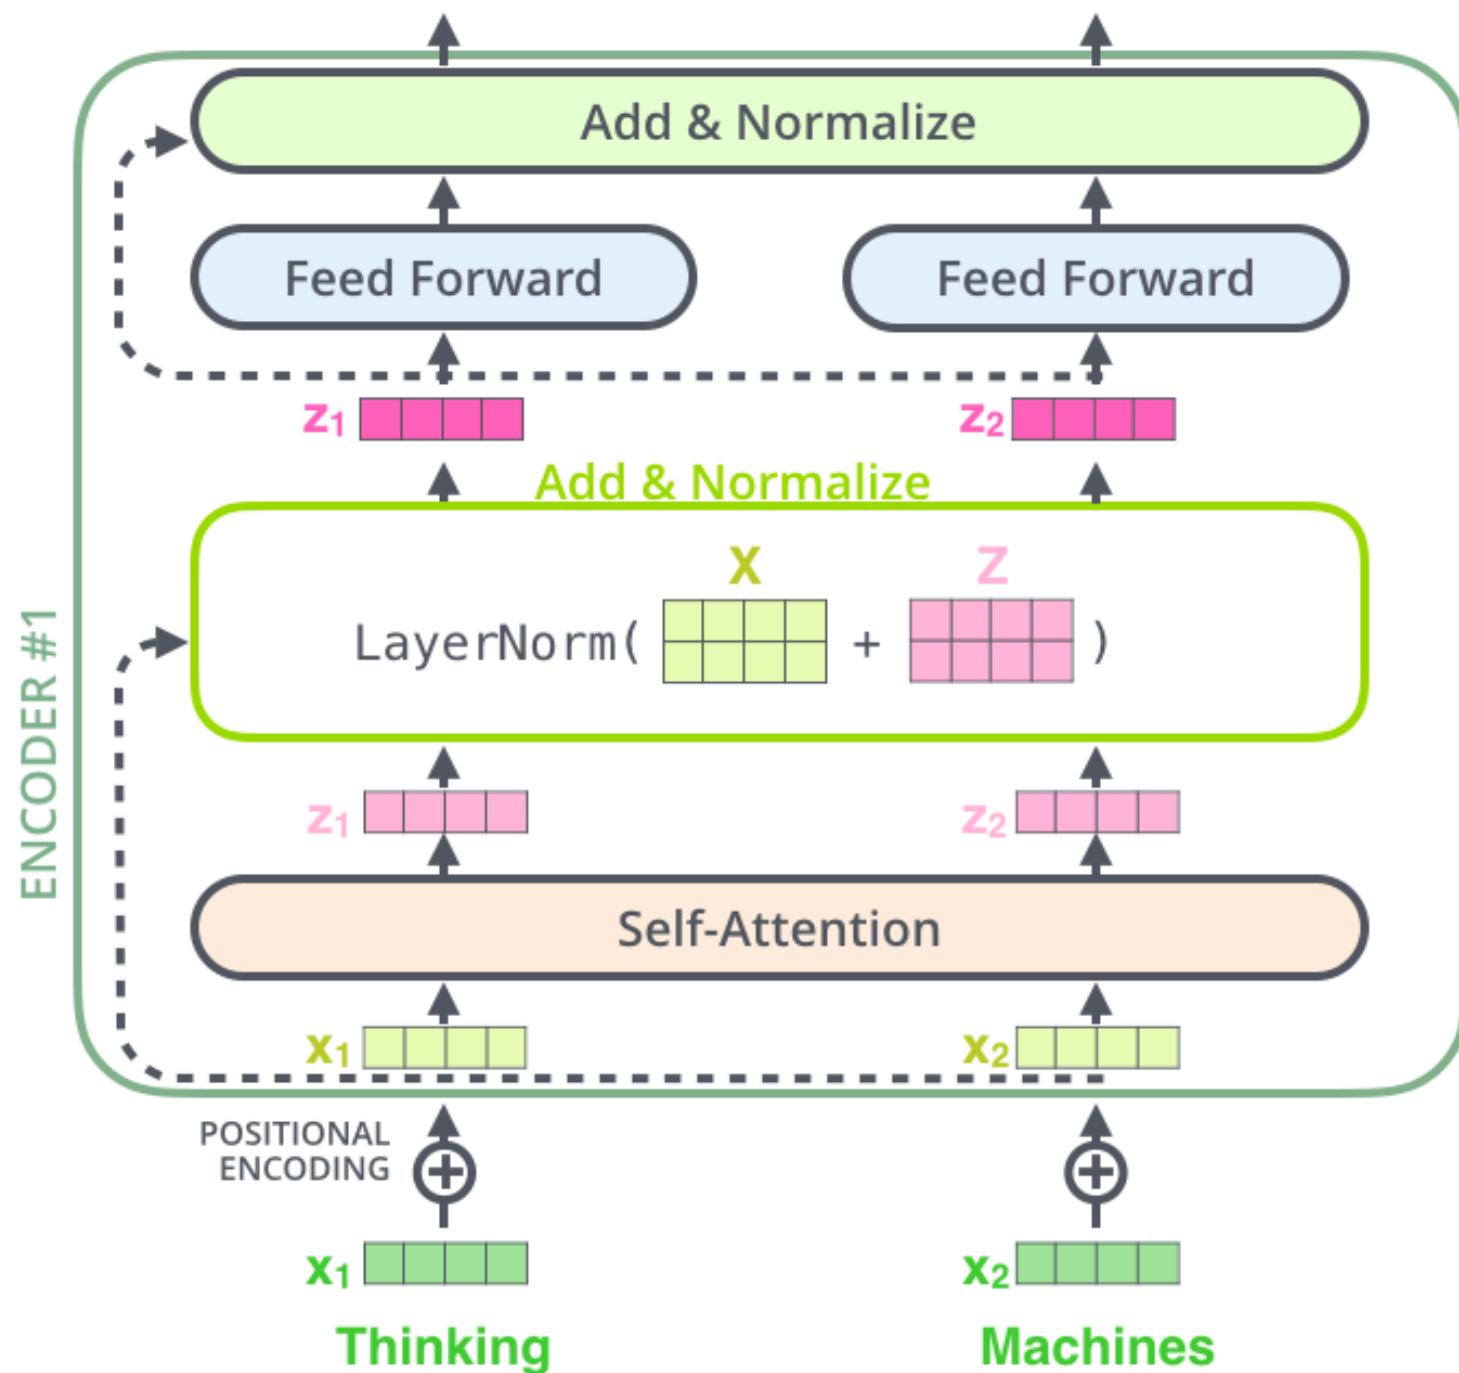 Add & Normalize
Feed Forward
Feed Forward
z1
z2
Add & Normalize
X
Z
LayerNorm(
+
)
ENCODER #1
z1
z2
Self-Attention
x1
x2
POSITIONAL
ENCODING
x1
x2
Thinking
Machines